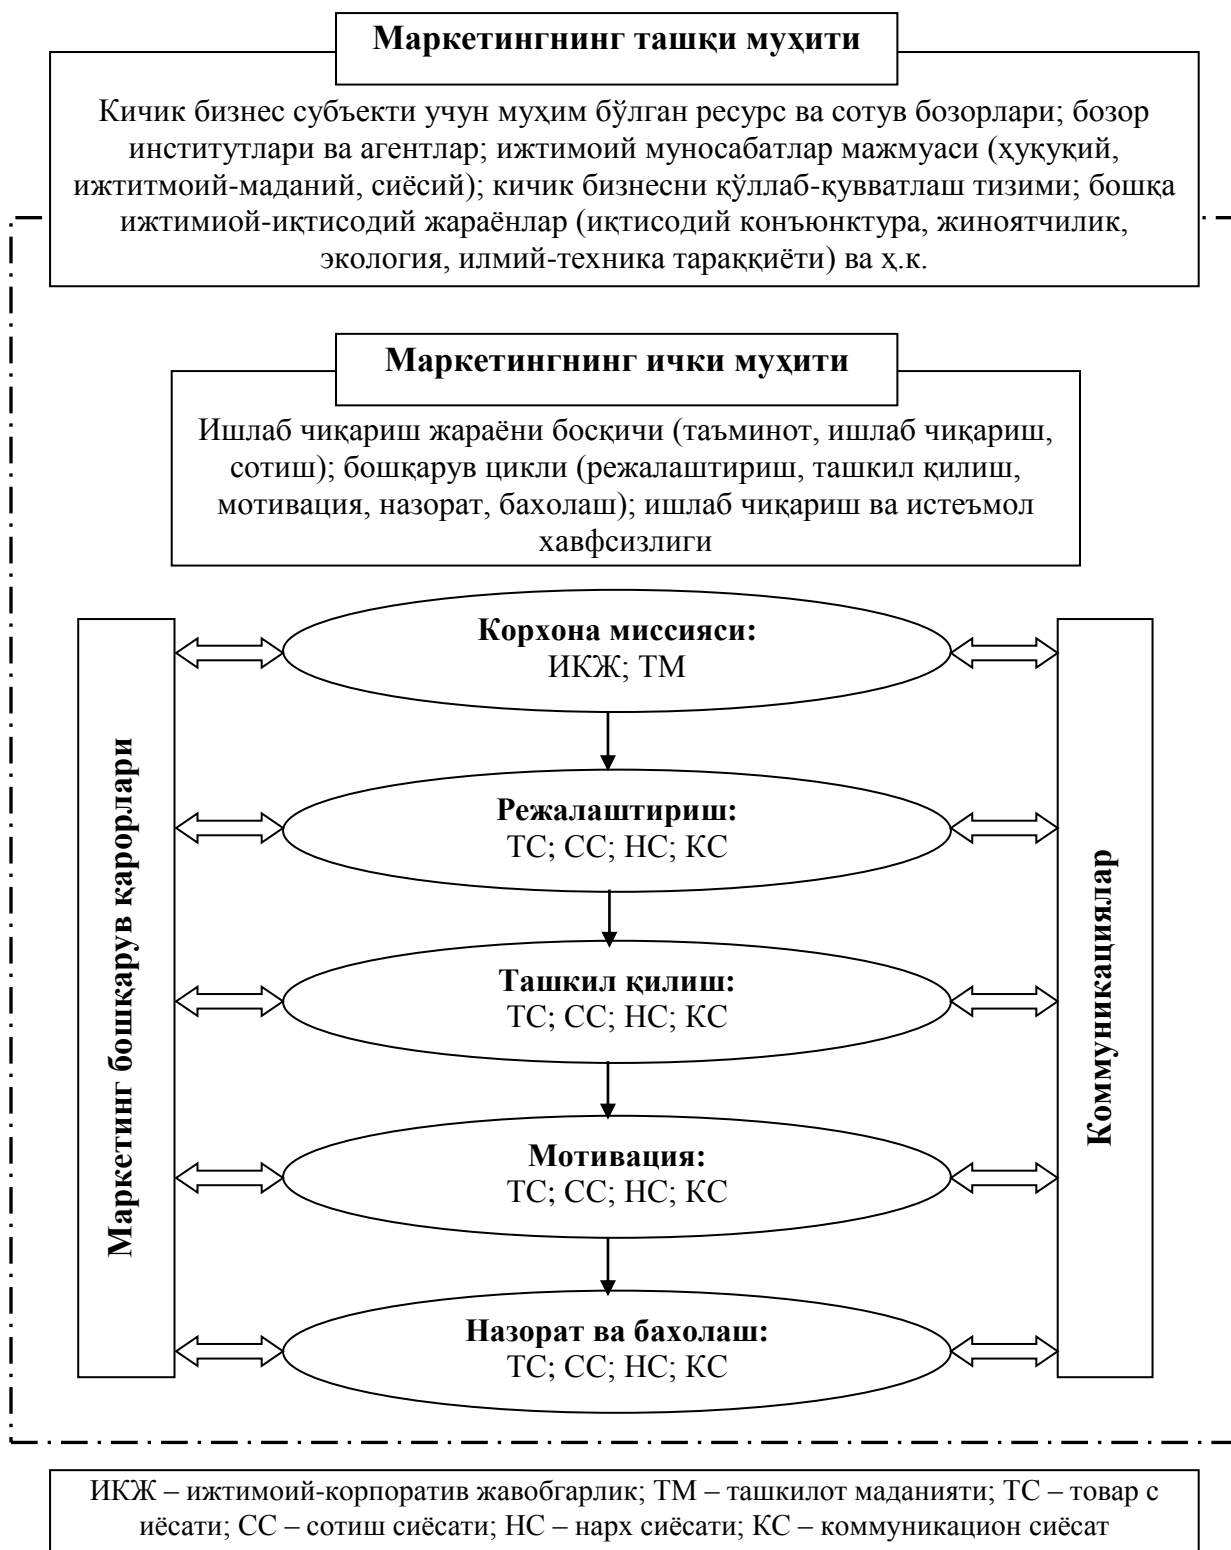 Маркетингнинг ташқи муҳити
Кичик бизнес субъекти учун муҳим бўлган ресурс ва сотув бозорлари; бозор
институтлари ва агентлар; ижтимоий муносабатлар мажмуаси (ҳуқуқий,
ижтитмоий-маданий, сиёсий); кичик бизнесни қўллаб-қувватлаш тизими; бошқа
ижтимиой-иқтисодий жараёнлар (иқтисодий конъюнктура, жиноятчилик,
экология, илмий-техника тараққиёти) ва ҳ.к.
Маркетингнинг ички муҳити
Ишлаб чиқариш жараёни босқичи (таъминот, ишлаб чиқариш,
сотиш); бошқарув цикли (режалаштириш, ташкил қилиш,
мотивация, назорат, бахолаш); ишлаб чиқариш ва истеъмол
хавфсизлиги
Маркетинг бошқарув қарорлари
Корхона миссияси:
ИКЖ; ТМ
Режалаштириш:
ТС; СС; НС; КС
Ташкил қилиш:
ТС; СС; НС; КС
Мотивация:
ТС; СС; НС; КС
Назорат ва бахолаш:
ТС; СС; НС; КС
Коммуникациялар
ИКЖ – ижтимоий-корпоратив жавобгарлик; ТМ – ташкилот маданияти; ТС – товар с
иёсати; СС – сотиш сиёсати; НС – нарх сиёсати; КС – коммуникацион сиёсат